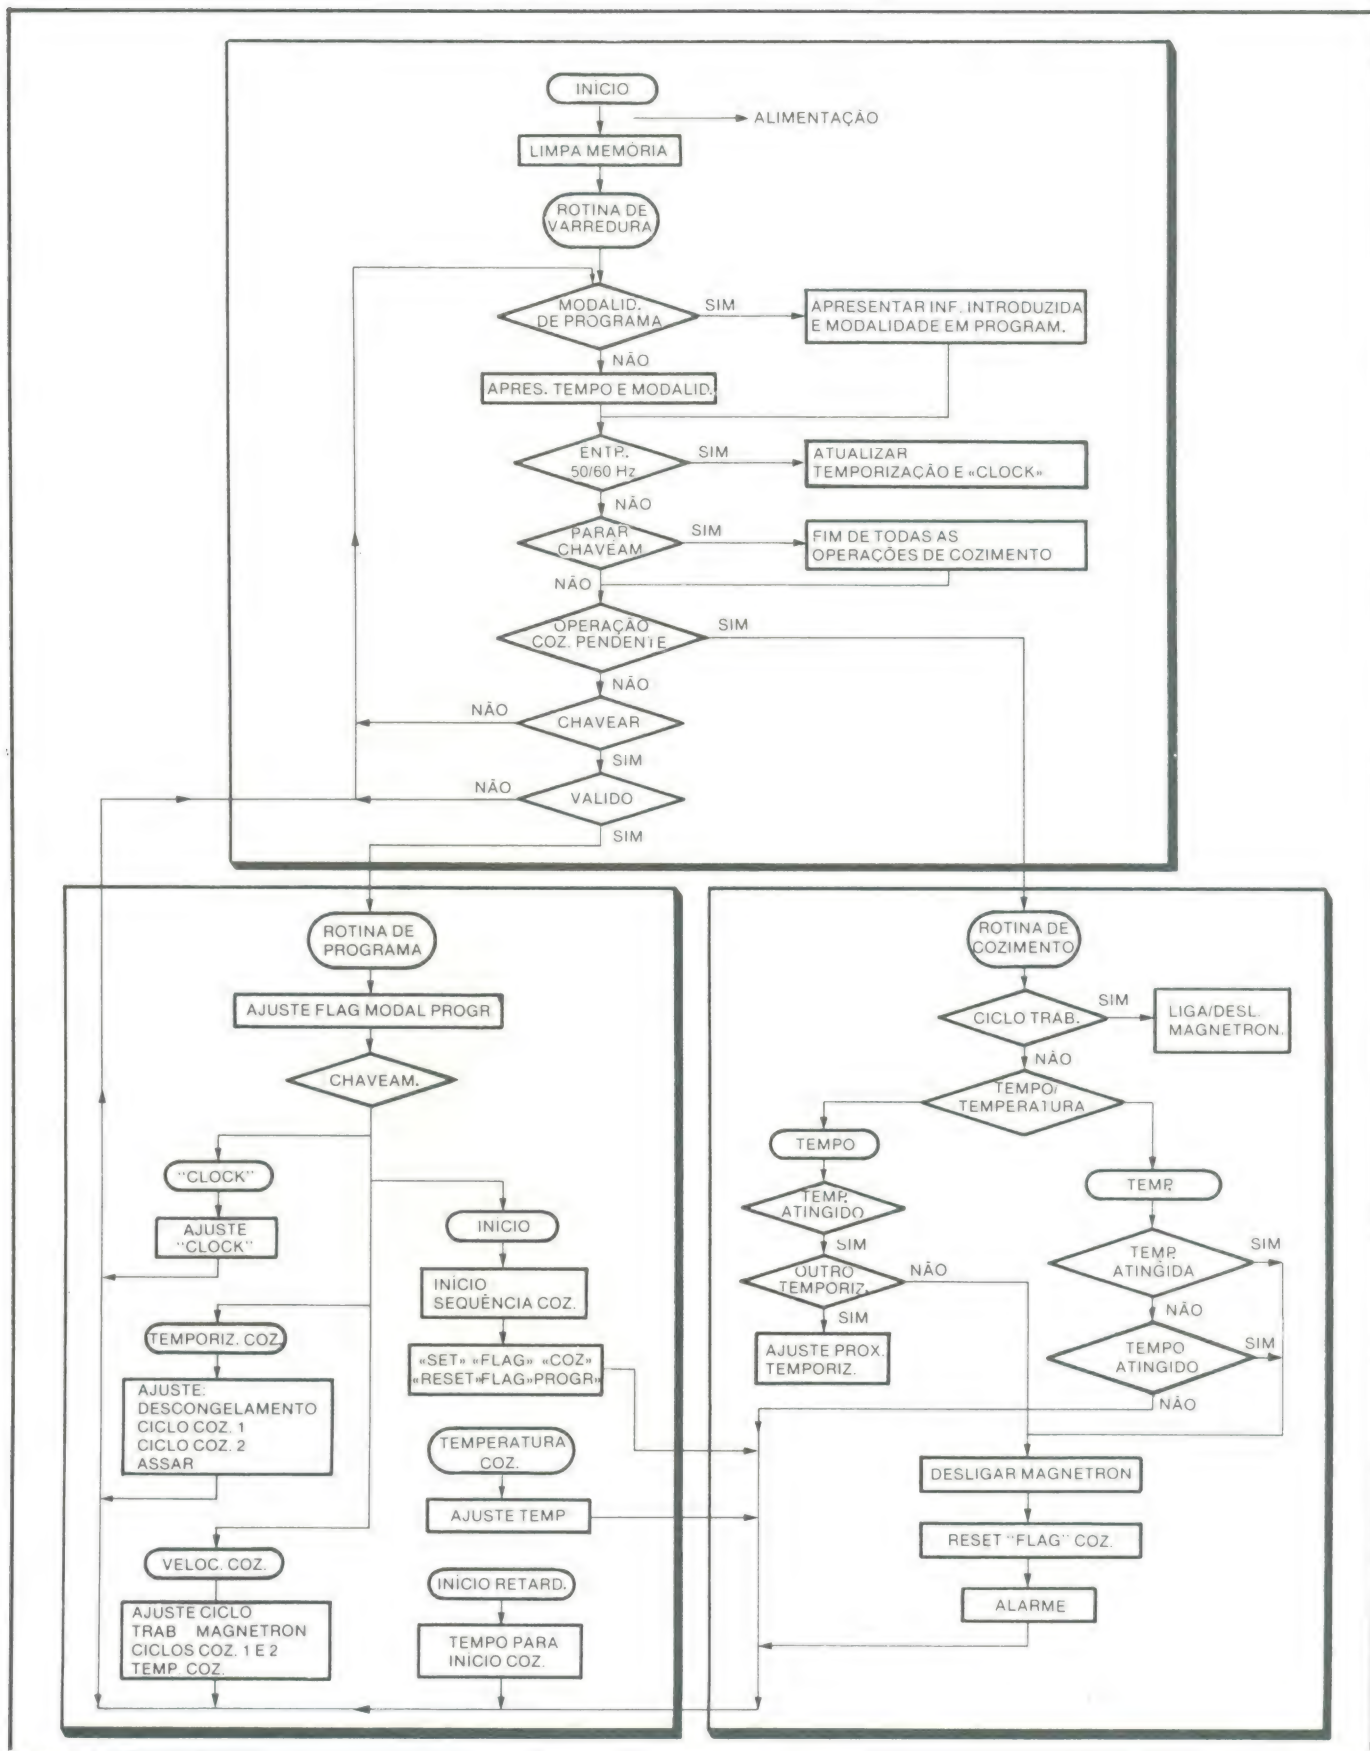 INÍCIO
ALIMENTAÇÃO
LIMPA MEMÓRIA
ROTINA DE
VARREDURA
MODALID.
DE PROGRAMA
SIM
APRESENTAR INF. INTRODUZIDA
E MODALIDADE EM PROGRAM.
NÃO
APRES. TEMPO E MODALID.
ENTR.
50/60 Hz
SIM
ATUALIZAR
TEMPORIZAÇÃO E «CLOCK»
NÃO
PARAR
CHAVEAM
SIM
FIM DE TODAS AS
OPERAÇÕES DE COZIMENTO
NÃO
OPERAÇÃO
COZ. PENDENTE
SIM
NÃO
CHAVEAR
NÃO
SIM
VALIDO
NÃO
SIM
ROTINA DE
PROGRAMA
AJUSTE FLAG MODAL PROGR
CHAVEAM.
"CLOCK"
AJUSTE
"CLOCK"
TEMPORIZ. COZ.
AJUSTE:
DESCONGELAMENTO
CICLO COZ. 1
CICLO COZ. 2
ASSAR
VELOC. COZ.
AJUSTE CICLO
TRAB MAGNETRON
CICLOS COZ. 1 E 2
TEMP. COZ.
INICIO
INÍCIO
SEQUÊNCIA COZ.
«SET» «FLAG» «COZ»
«RESET»FLAG»PROGR»
TEMPERATURA
COZ.
AJUSTE TEMP
INÍCIO RETARD.
TEMPO PARA
INÍCIO COZ.
ROTINA DE
COZIMENTO
CICLO TRAB.
SIM
LIGA/DESL.
MAGNETRON.
NÃO
TEMPO/
TEMPERATURA
TEMPO
TEMP.
ATINGIDO
SIM
OUTRO
TEMPORIZ.
NÃO
SIM
AJUSTE PROX.
TEMPORIZ.
TEMP.
TEMP.
ATINGIDA
SIM
NÃO
TEMPO
ATINGIDO
SIM
NÃO
DESLIGAR MAGNETRON
RESET "FLAG" COZ.
ALARME